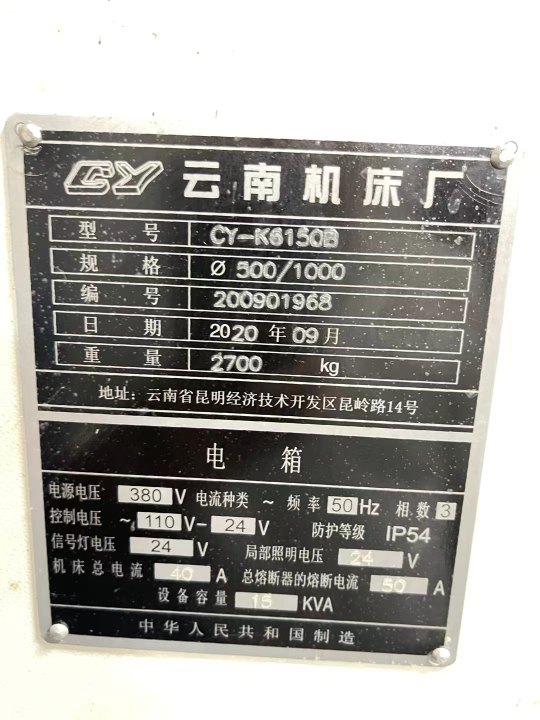 CY 云南机床厂
型号 CY-K6150B
规格 Ø 500/1000
编号 200901968
日期 2020年09月
重量 2700 kg
地址: 云南省昆明经济技术开发区昆岭路14号
电箱
电源电压 380 V 电流种类 ~ 频率 50 Hz 相数 3
控制电压 ~110 V- 24 V 防护等级 IP54
信号灯电压 24 V 局部照明电压 24 V
机床总电流 40 A 总熔断器的熔断电流 50 A
设备容量 15 KVA
中华人民共和国制造